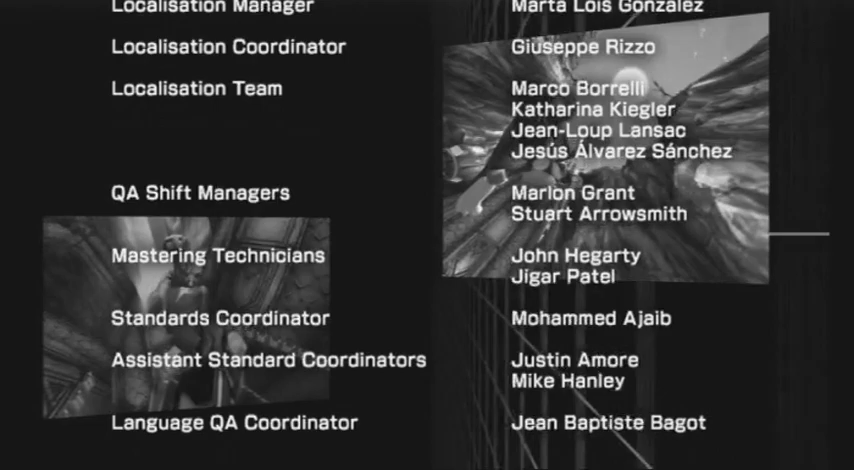 Localisation Manager Marta Lois González
Localisation Coordinator Giuseppe Rizzo
Localisation Team Marco Borrelli
Katharina Kiegler
Jean-Loup Lansac
Jesús Álvarez Sánchez
QA Shift Managers Marlon Grant
Stuart Arrowsmith
Mastering Technicians John Hegarty
Jigar Patel
Standards Coordinator Mohammed Ajaib
Assistant Standard Coordinators Justin Amore
Mike Hanley
Language QA Coordinator Jean Baptiste Bagot